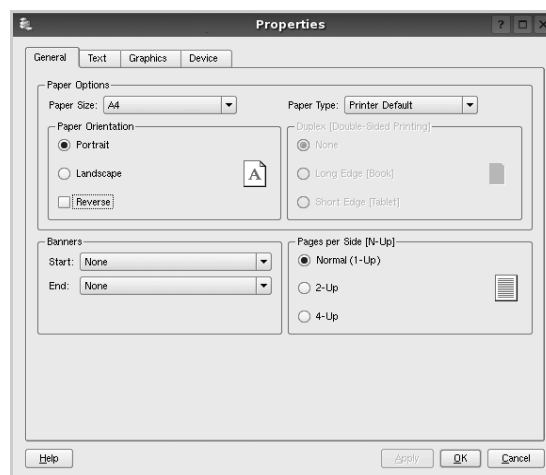 Properties
General Text Graphics Device
Paper Options
Paper Size: A4
Paper Type: Printer Default
Paper Orientation
Portrait
Landscape
Reverse
A
Duplex [Double-Sided Printing]
None
Long Edge [Book]
Short Edge [Tablet]
Banners
Start: None
End: None
Pages per Side [N-Up]
Normal (1-Up)
2-Up
4-Up
Help Apply OK Cancel